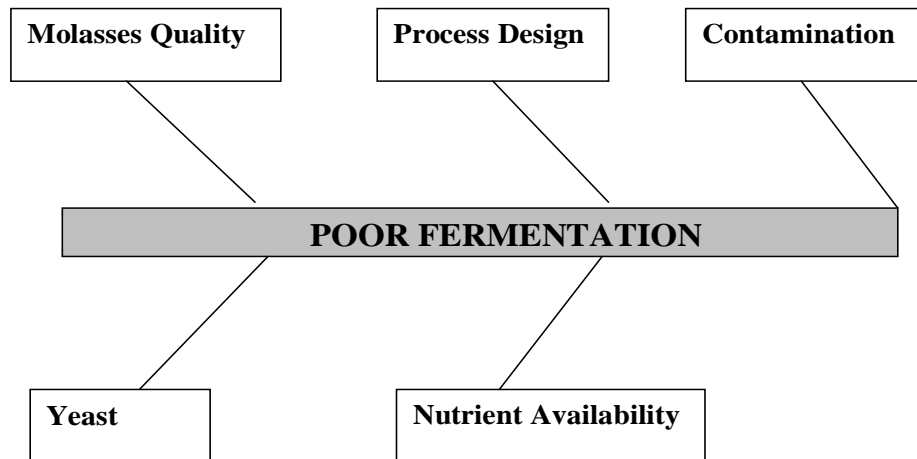 Molasses Quality
Process Design
Contamination
POOR FERMENTATION
Yeast
Nutrient Availability